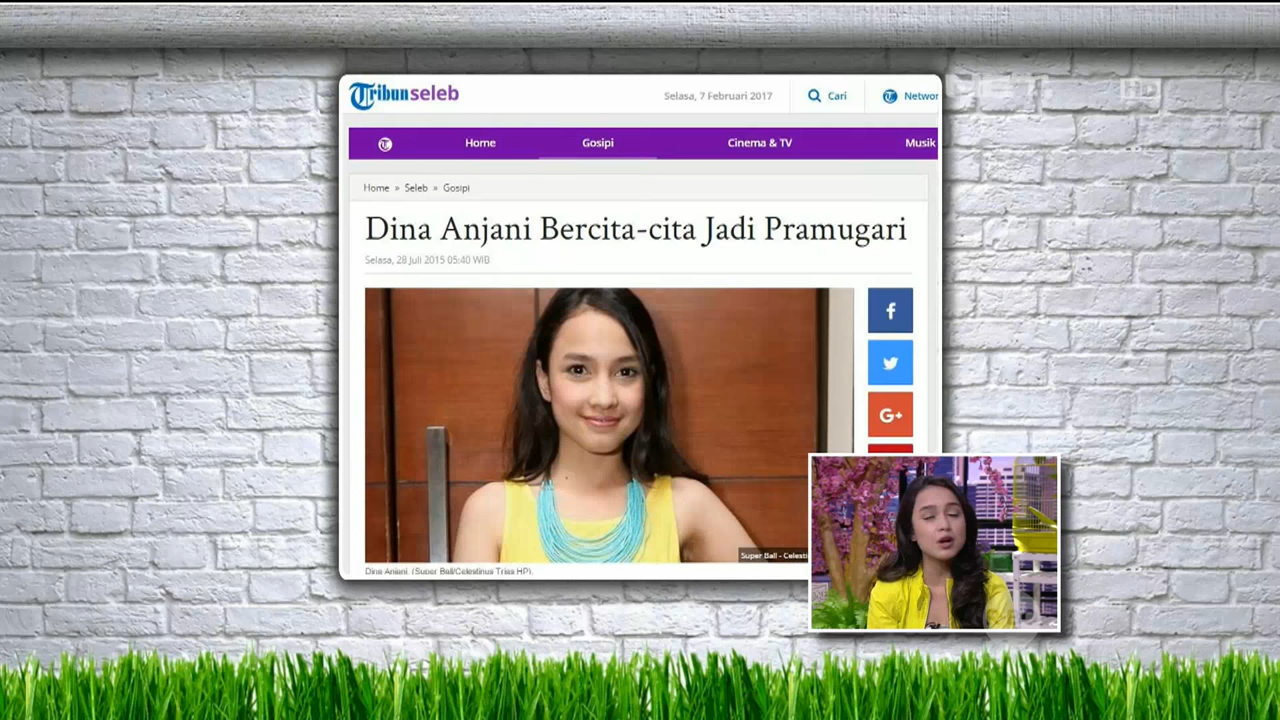 Tribunseleb
Selasa, 7 Februari 2017
Cari
Networ
HD
Home
Gosipi
Cinema & TV
Musik
Home » Seleb » Gosipi
Dina Anjani Bercita-cita Jadi Pramugari
Selasa, 28 Juli 2015 05:40 WIB
f
G+
Super Ball - Celesti
Dina Anjani. (Super Ball/Celestinus Trias HP).